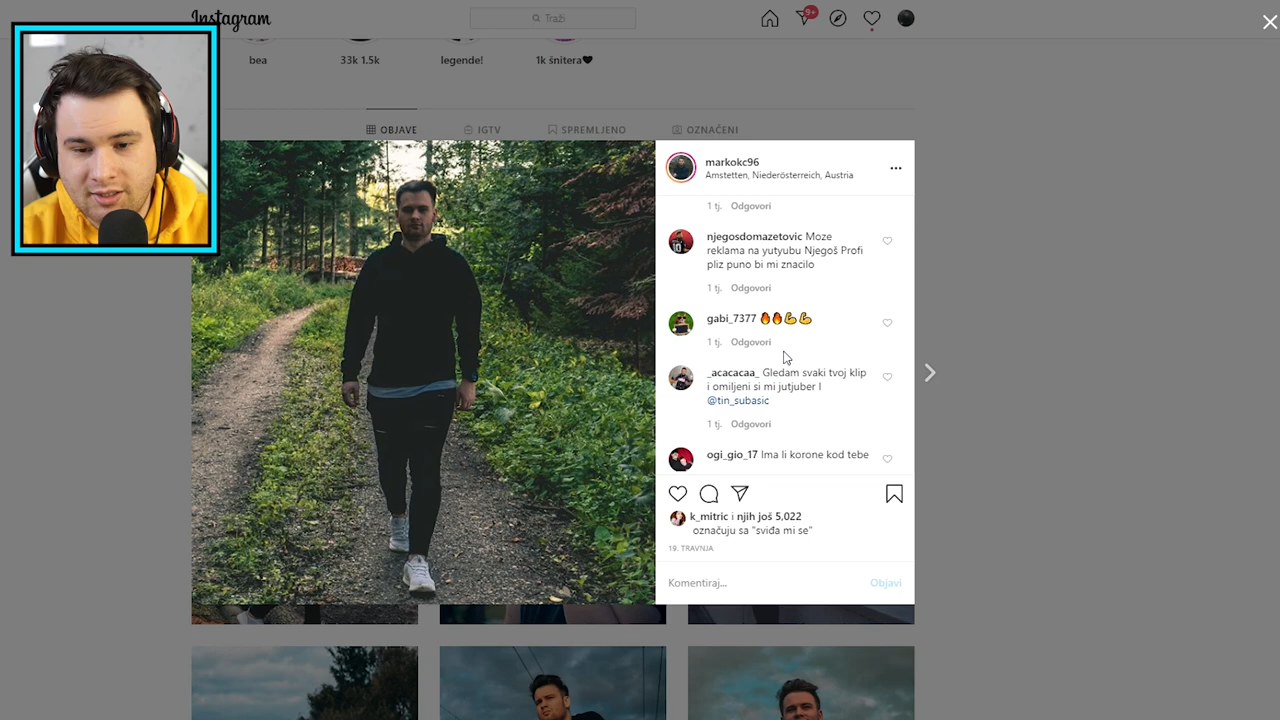 Instagram
Traži
9+
bea
33k 1.5k
legende!
1k šnitera🖤
OBJAVE
IGTV
SPREMLJENO
OZNAČENI
markokc96
Amstetten, Niederösterreich, Austria
1 tj. Odgovori
njegosdomazetovic Moze
reklama na yutyubu Njegoš Profi
pliz puno bi mi znacilo
1 tj. Odgovori
gabi_7377 🔥🔥💪💪
1 tj. Odgovori
_acacacaa_ Gledam svaki tvoj klip
i omiljeni si mi jutjuber I
@tin_subasic
1 tj. Odgovori
ogi_gio_17 Ima li korone kod tebe
k_mitric i njih još 5,022
označuju sa "sviđa mi se"
19. TRAVNJA
Komentiraj...
Objavi